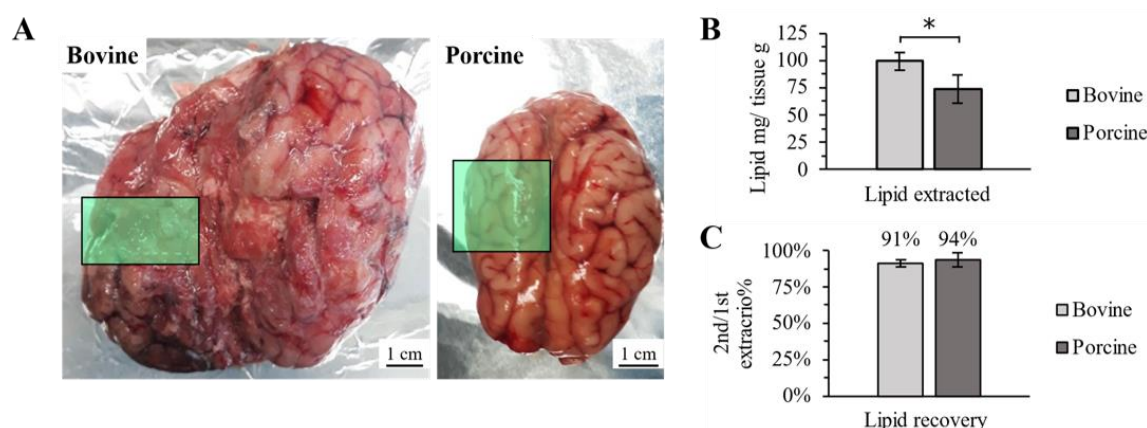 A
Bovine
Porcine
1 cm
1 cm
B
Lipid mg/ tissue g
125
100
75
50
25
0
*
Lipid extracted
Bovine
Porcine
C
2nd/1st
extracrio%
100%
75%
50%
25%
0%
91%
94%
Lipid recovery
Bovine
Porcine